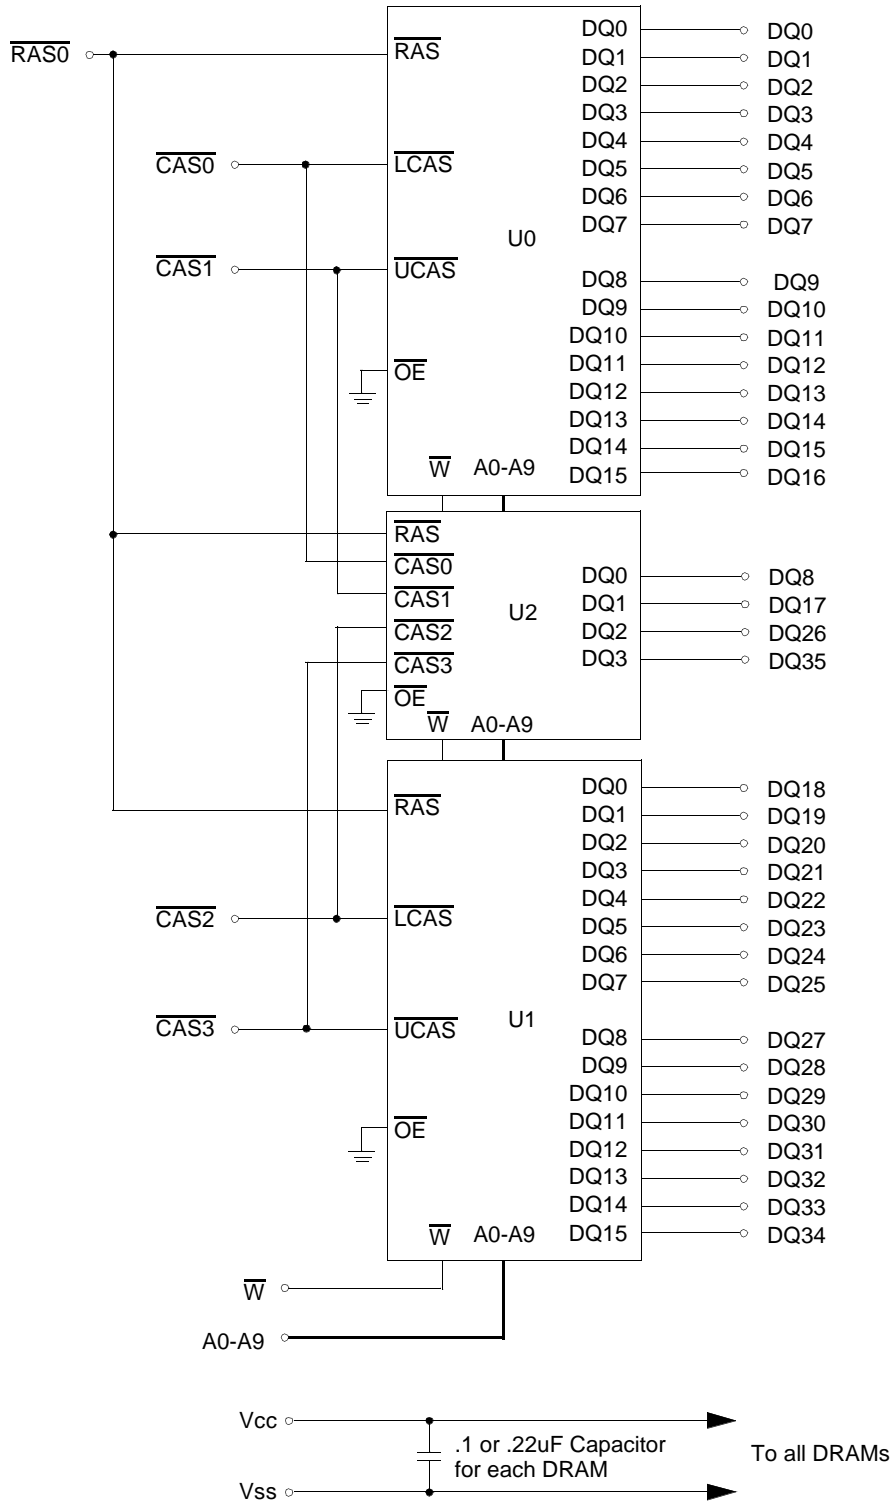 RAS0 RAS DQ0 DQ0
DQ1 DQ1
DQ2 DQ2
DQ3 DQ3
DQ4 DQ4
CAS0 LCAS DQ5 DQ5
DQ6 DQ6
DQ7 DQ7
U0
CAS1 UCAS DQ8 DQ9
DQ9 DQ10
DQ10 DQ11
OE DQ11 DQ12
DQ12 DQ13
DQ13 DQ14
DQ14 DQ15
W A0-A9 DQ15 DQ16
RAS
CAS0 DQ0 DQ8
CAS1 U2 DQ1 DQ17
CAS2 DQ2 DQ26
CAS3 DQ3 DQ35
OE
W A0-A9
RAS DQ0 DQ18
DQ1 DQ19
DQ2 DQ20
DQ3 DQ21
DQ4 DQ22
CAS2 LCAS DQ5 DQ23
DQ6 DQ24
DQ7 DQ25
U1
CAS3 UCAS DQ8 DQ27
DQ9 DQ28
DQ10 DQ29
OE DQ11 DQ30
DQ12 DQ31
DQ13 DQ32
DQ14 DQ33
W A0-A9 DQ15 DQ34
W
A0-A9
Vcc
.1 or .22uF Capacitor
for each DRAM
To all DRAMs
Vss